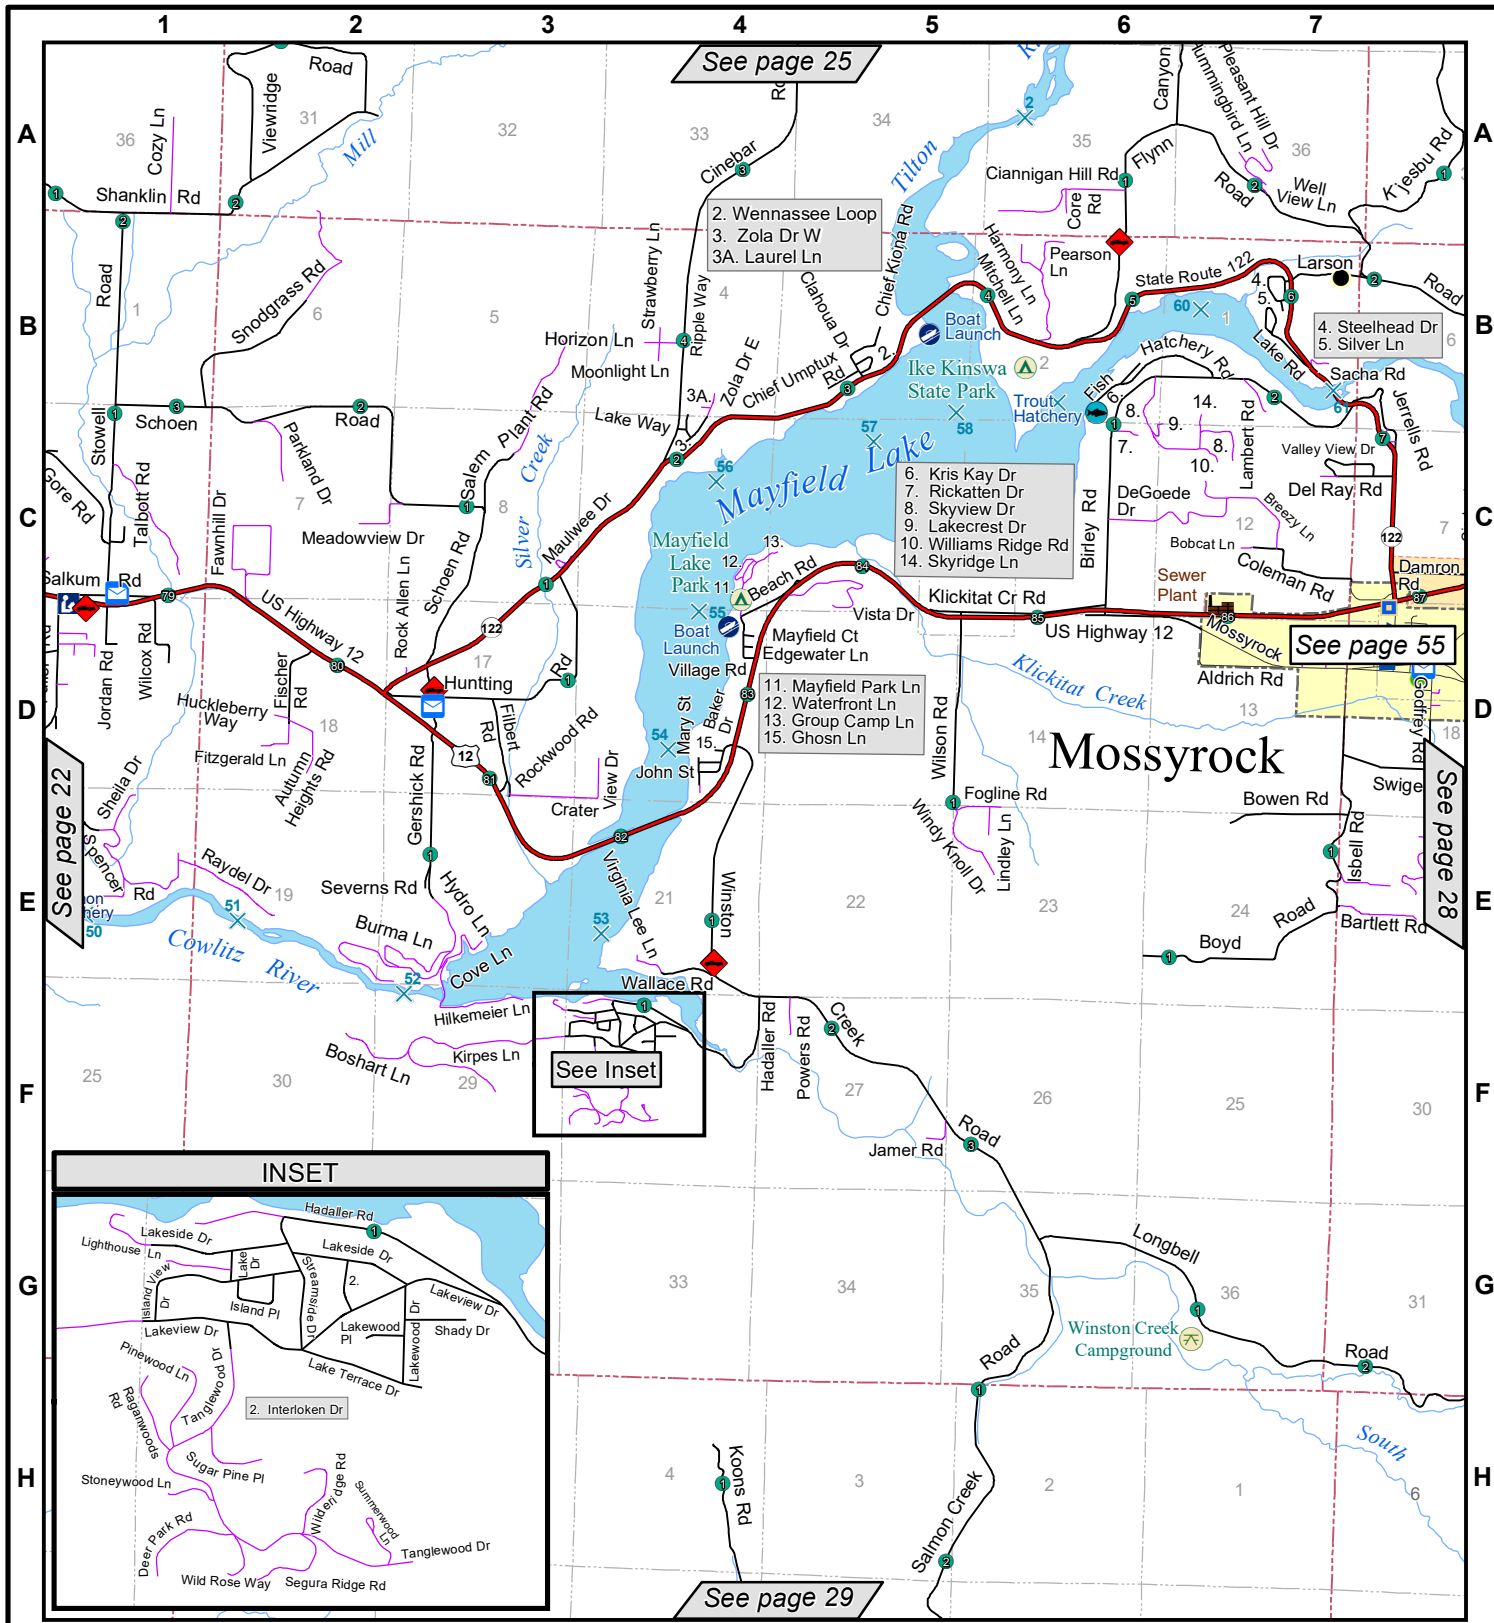 1 2 3 4 5 6 7
See page 25
A
A
B
B
C
C
D
D
E
E
F
F
G
G
H
H
Road
Viewridge
Cozy Ln
Shanklin Rd
Mill
31
32
33
34
35
36
36
Cinebar
Tilton
Canyon
Flynn
Road
Hummingbird Ln
Pleasant Hill Dr
Well
View Ln
Kjesbu Rd
Ciannigan Hill Rd
Core
Rd
Pearson
Ln
2. Wennassee Loop
3. Zola Dr W
3A. Laurel Ln
Chief Kiona Rd
Harmony Ln
Mitchell Ln
State Route 122
Larson
Road
4. Steelhead Dr
5. Silver Ln
Lake Rd
Sacha Rd
Jerrells Rd
Road
Snodgrass Rd
Strawberry Ln
Ripple Way
Horizon Ln
Moonlight Ln
Clahoua Dr
Zola Dr E
Chief Umptux
Rd
Boat
Launch
Ike Kinswa
State Park
Trout
Hatchery
Fish
Hatchery Rd
Lambert Rd
Valley View Dr
Del Ray Rd
Stowell
Schoen
Road
Parkland Dr
Salem
Plant Rd
Lake Way
Silver
Creek
Maulwee Dr
Mayfield Lake
6. Kris Kay Dr
7. Rickatten Dr
8. Skyview Dr
9. Lakecrest Dr
10. Williams Ridge Rd
14. Skyridge Ln
Birley Rd
DeGoede
Dr
Breezy Ln
Bobcat Ln
Coleman Rd
Damron
Rd
Gore Rd
Talbott Rd
Fawnhill Dr
Meadowview Dr
Schoen Rd
Rock Allen Ln
Salkum Rd
US Highway 12
Mayfield
Lake
Park
Boat
Launch
Beach Rd
Vista Dr
Klickitat Cr Rd
US Highway 12
Sewer
Plant
Mossyrock
See page 55
Aldrich Rd
Klickitat Creek
Mayfield Ct
Edgewater Ln
Village Rd
11. Mayfield Park Ln
12. Waterfront Ln
13. Group Camp Ln
15. Ghosn Ln
Jordan Rd
Wilcox Rd
Huckleberry
Way
Fischer
Rd
Fitzgerald Ln
Autumn
Heights Rd
Huntting
Rd
Filbert
Rd
Rockwood Rd
Mary St
Baker
Dr
John St
Crater
View Dr
Wilson Rd
Mossyrock
Godfrey Rd
Swige
See page 22
See page 28
Sheila Dr
Spencer
Rd
Raydel Dr
Gershick Rd
Severns Rd
Hydro Ln
Burma Ln
Cove Ln
Virginia Lee Ln
Winston
Fogline Rd
Windy Knoll Dr
Lindley Ln
Bowen Rd
Isbell Rd
Boyd
Road
Bartlett Rd
Cowlitz River
Wallace Rd
Hilkemeier Ln
Boshart Ln
Kirpes Ln
See Inset
Hadaller Rd
Powers Rd
Creek
Road
Jamer Rd
INSET
Hadaller Rd
Lakeside Dr
Lighthouse Ln
Lake
Dr
Lakeside Dr
Streamside Dr
Island View
Dr
Island Pl
2.
Lakeview Dr
Lakeview Dr
Lakewood
Pl
Lakewood Dr
Shady Dr
Lake Terrace Dr
Pinewood Ln
Tanglewood Dr
Raganwoods
Rd
2. Interloken Dr
Sugar Pine Pl
Stoneywood Ln
Wilderidge Rd
Summerwood
Ln
Deer Park Rd
Tanglewood Dr
Wild Rose Way
Segura Ridge Rd
Longbell
Road
Winston Creek
Campground
Road
Salmon Creek
Koons Rd
South
See page 29